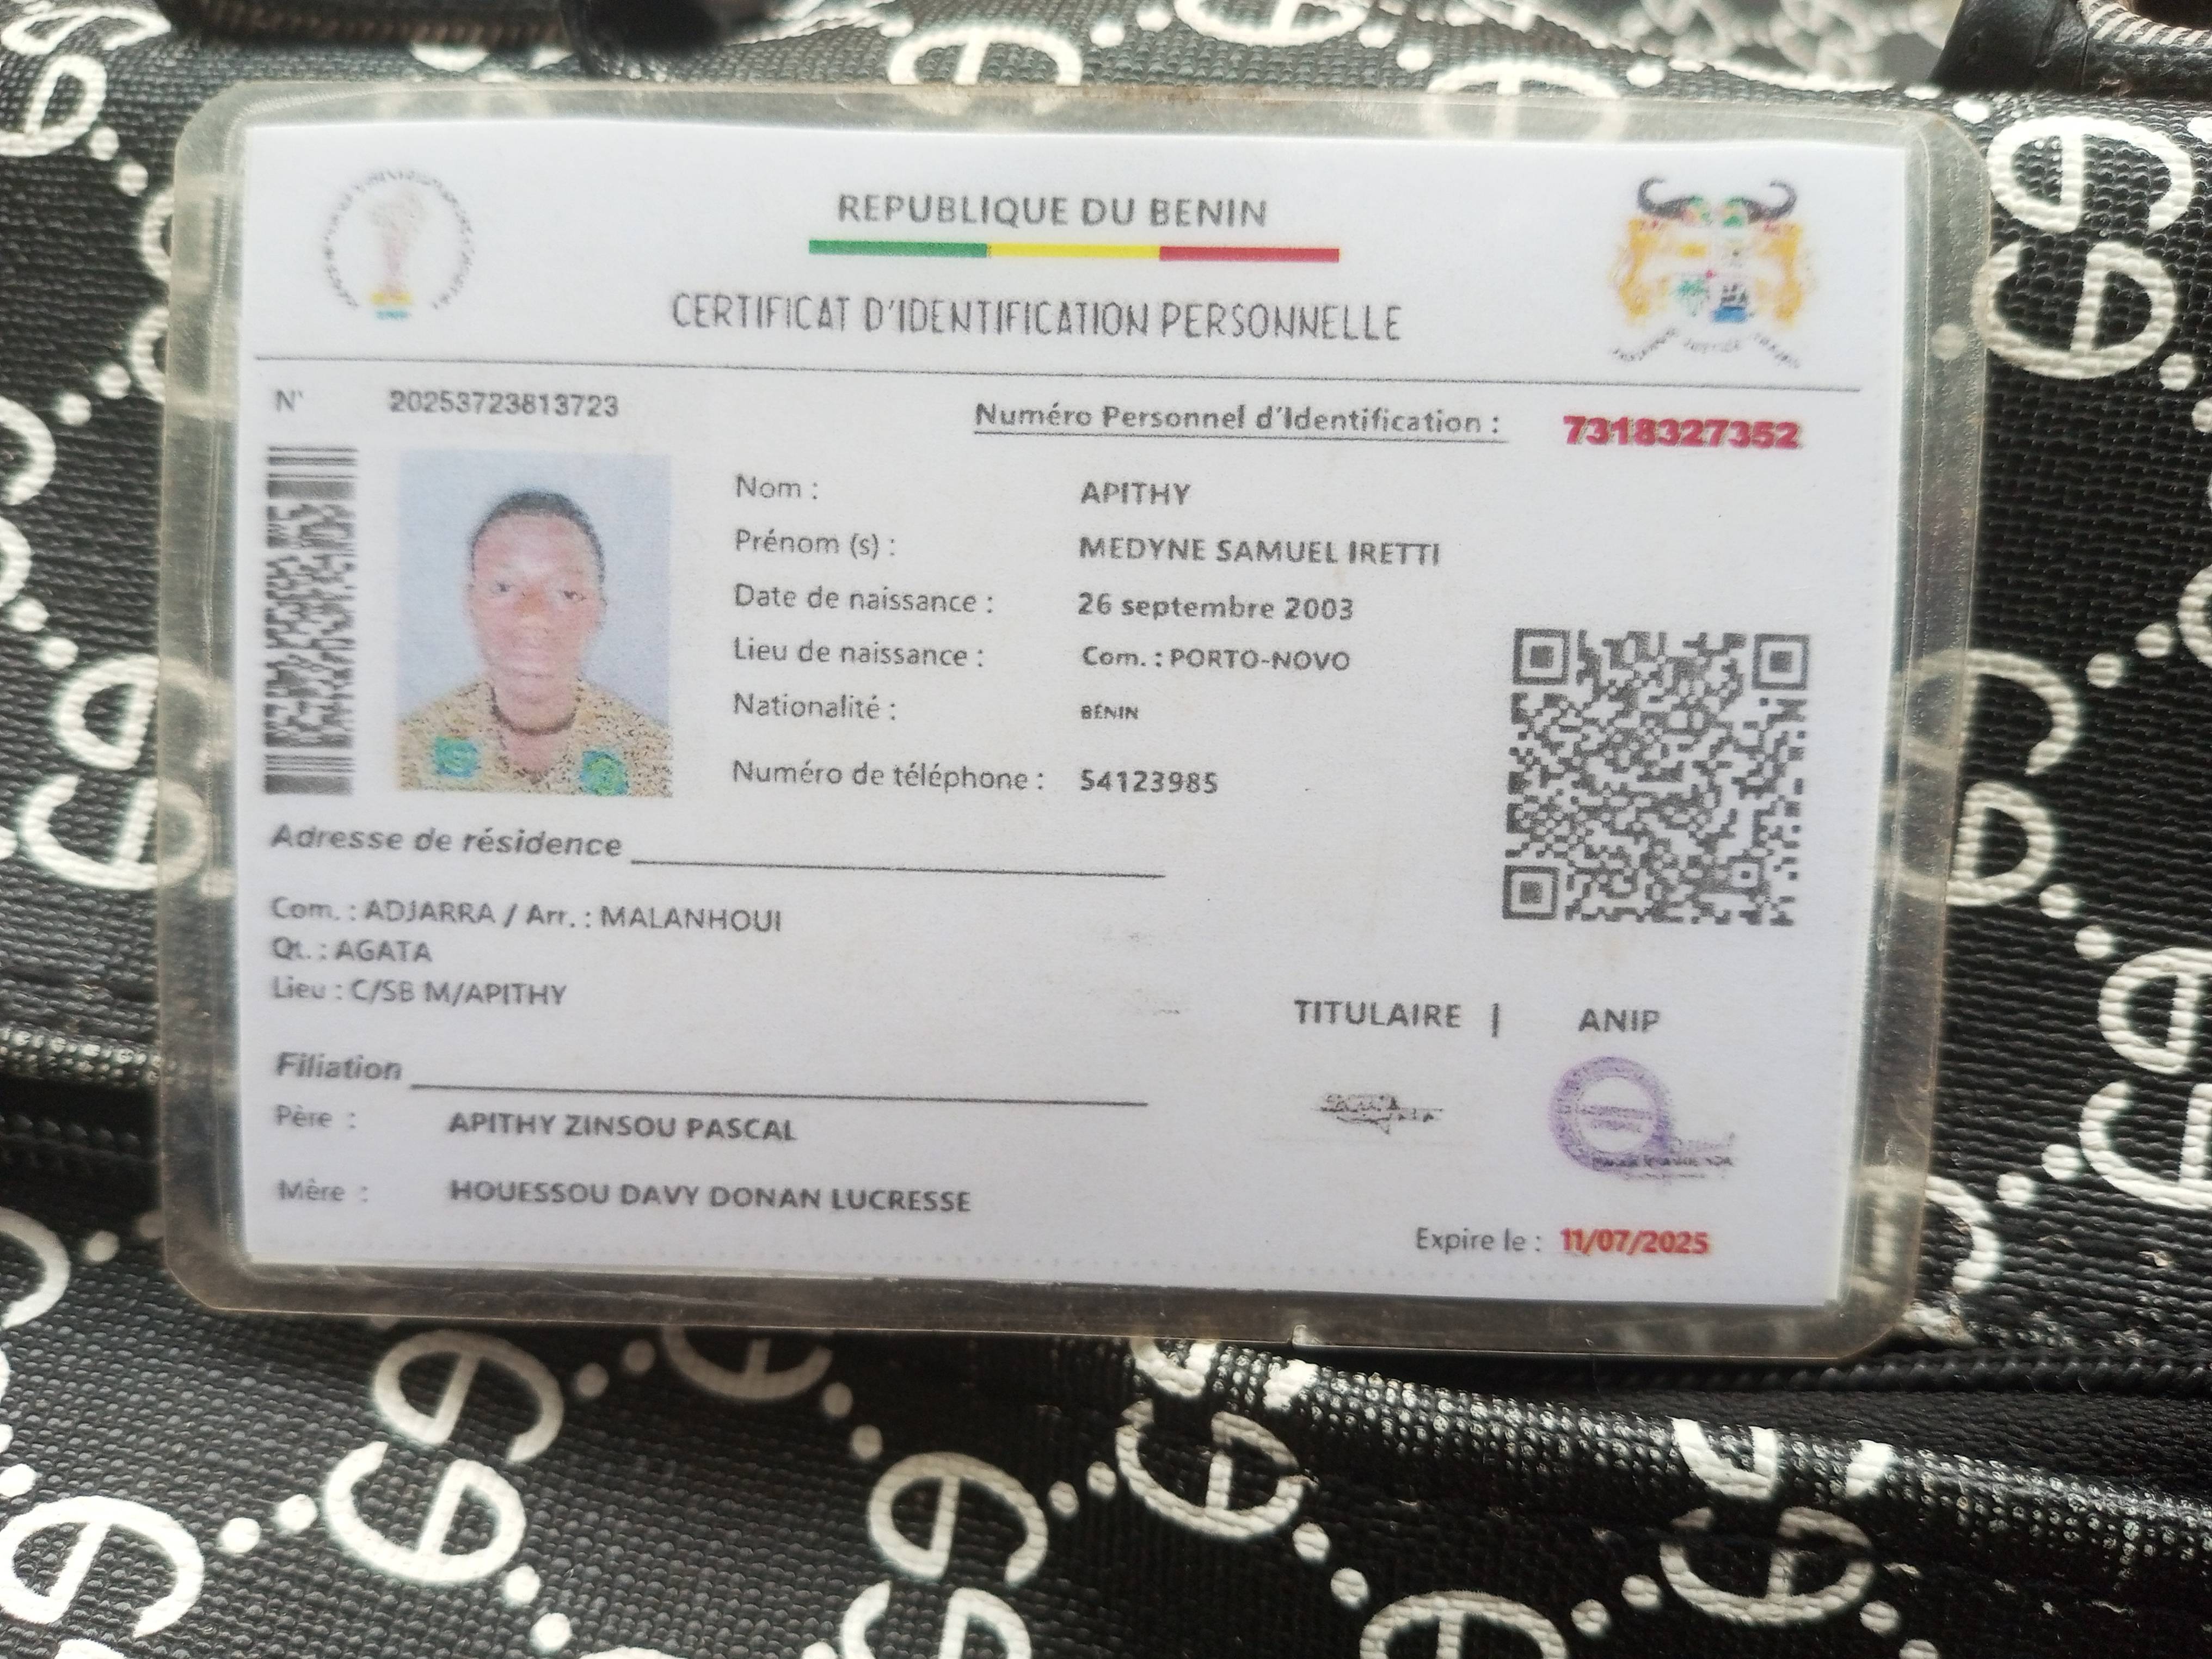 REPUBLIQUE DU BENIN
CERTIFICAT D'IDENTIFICATION PERSONNELLE
N° 20253723813723
Numéro Personnel d'Identification : 7318327352
Nom : APITHY
Prénom (s) : MEDYNE SAMUEL IRETTI
Date de naissance : 26 septembre 2003
Lieu de naissance : Com. : PORTO-NOVO
Nationalité : BÉNIN
Numéro de téléphone : 54123985
Adresse de résidence
Com. : ADJARRA / Arr. : MALANHOUI
Qt. : AGATA
Lieu : C/SB M/APITHY
TITULAIRE | ANIP
Filiation
Père : APITHY ZINSOU PASCAL
Mère : HOUESSOU DAVY DONAN LUCRESSE
Expire le : 11/07/2025